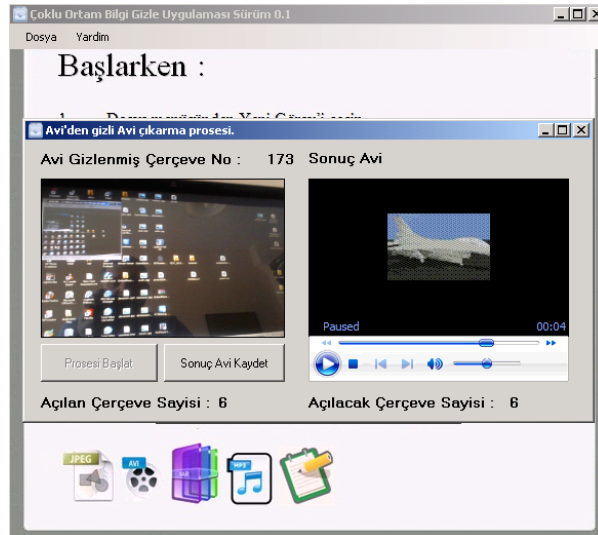 Çoklu Ortam Bilgi Gizle Uygulaması Sürüm 0.1
Dosya Yardim
Başlarken :
Avi'den gizli Avi çıkarma prosesi.
Avi Gizlenmiş Çerçeve No : 173 Sonuç Avi
Paused 00:04
Prosesi Başlat Sonuç Avi Kaydet
Açılan Çerçeve Sayisi : 6 Açılacak Çerçeve Sayisi : 6
JPEG AVI RAR MP3